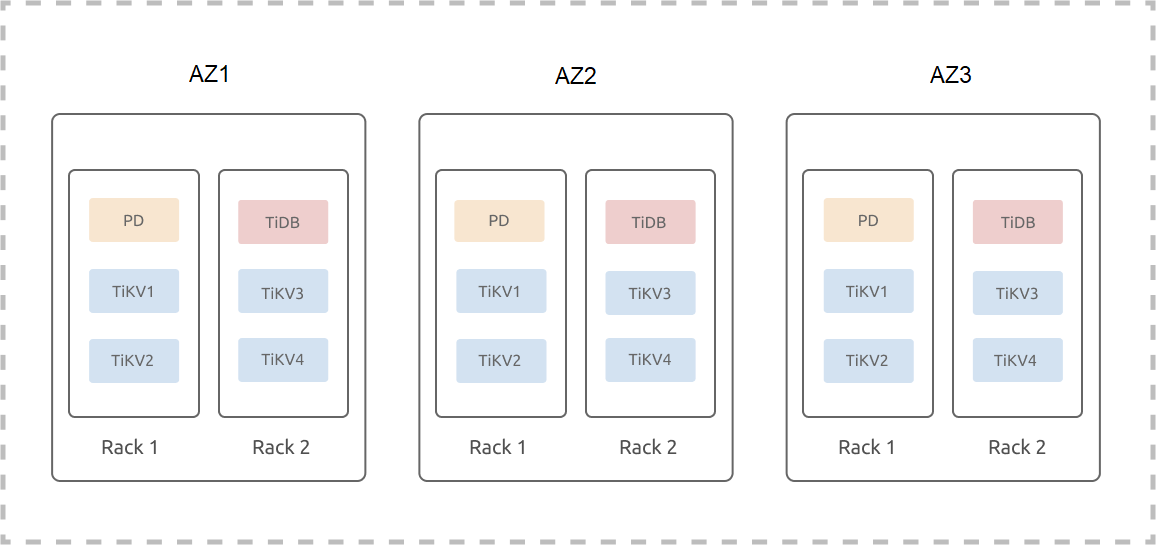 AZ1
AZ2
AZ3
PD
TiDB
PD
TiDB
PD
TiDB
TiKV1
TiKV3
TiKV1
TiKV3
TiKV1
TiKV3
TiKV2
TiKV4
TiKV2
TiKV4
TiKV2
TiKV4
Rack 1
Rack 2
Rack 1
Rack 2
Rack 1
Rack 2